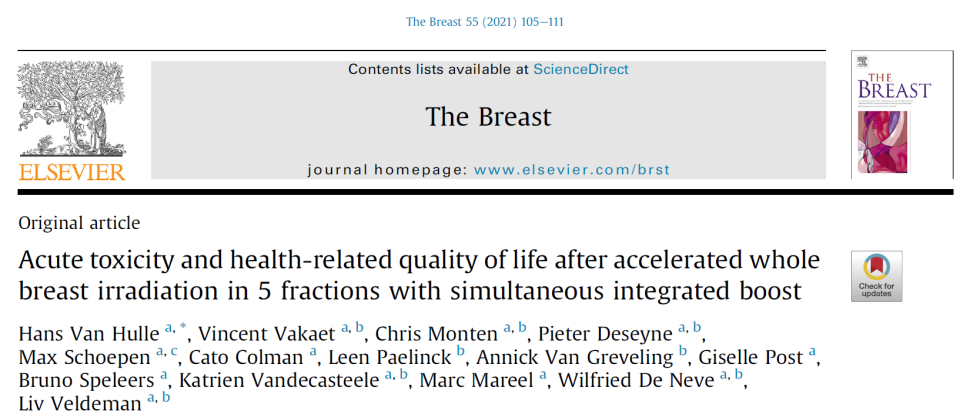 The Breast 55 (2021) 105–111
Contents lists available at ScienceDirect
The Breast
journal homepage: www.elsevier.com/brst
ELSEVIER
THE
BREAST
Original article
Acute toxicity and health-related quality of life after accelerated whole
breast irradiation in 5 fractions with simultaneous integrated boost
Check for
updates
Hans Van Hulle a, *, Vincent Vakaet a, b, Chris Monten a, b, Pieter Deseyne a, b,
Max Schoepen a, c, Cato Colman a, Leen Paelinck b, Annick Van Greveling b, Giselle Post a,
Bruno Speleers a, Katrien Vandecasteele a, b, Marc Mareel a, Wilfried De Neve a, b,
Liv Veldeman a, b